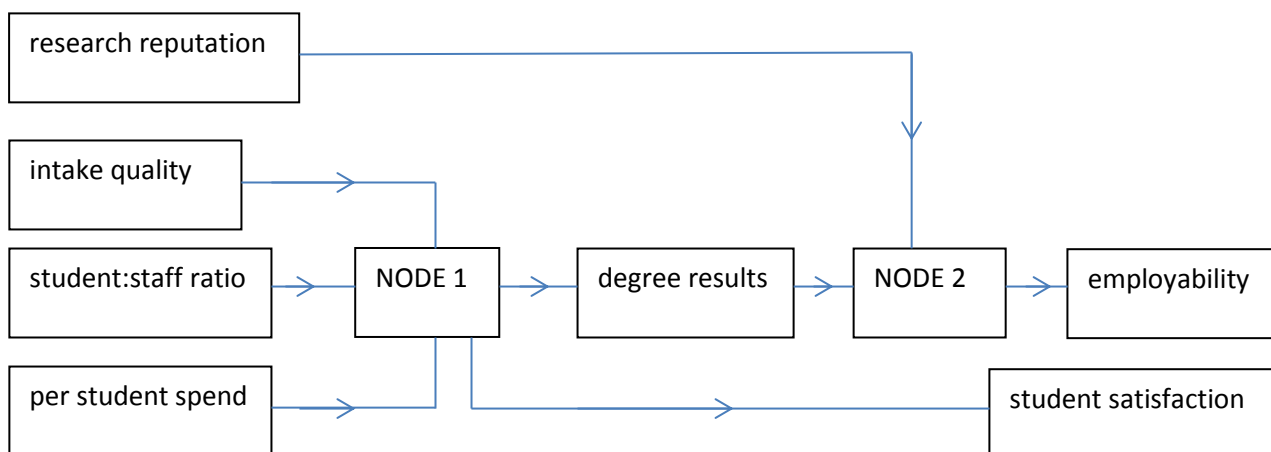 research reputation
intake quality
student:staff ratio
NODE 1
degree results
NODE 2
employability
per student spend
student satisfaction